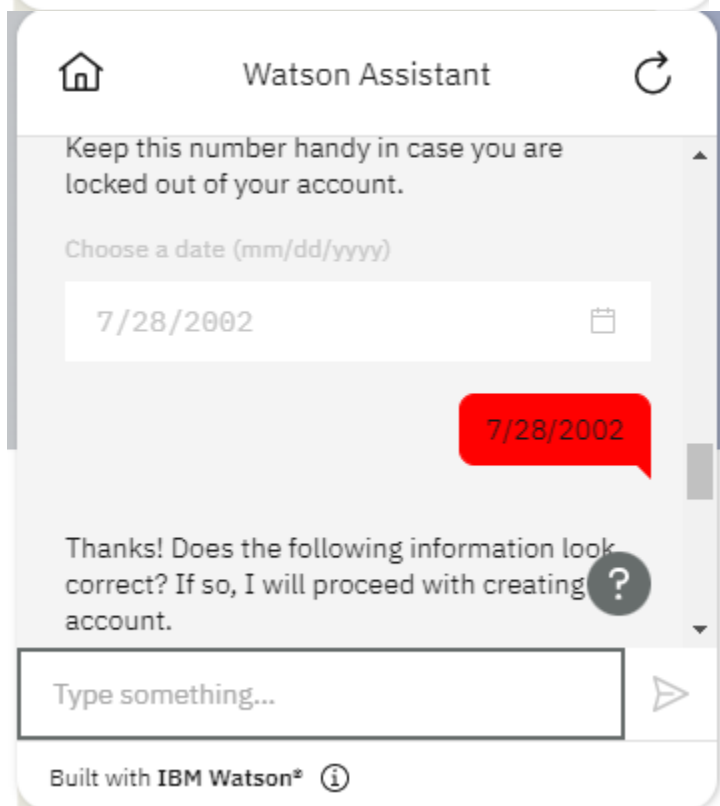 Watson Assistant
Keep this number handy in case you are
locked out of your account.
Choose a date (mm/dd/yyyy)
7/28/2002
7/28/2002
Thanks! Does the following information look
correct? If so, I will proceed with creating
?
account.
Type something...
Built with IBM Watson®